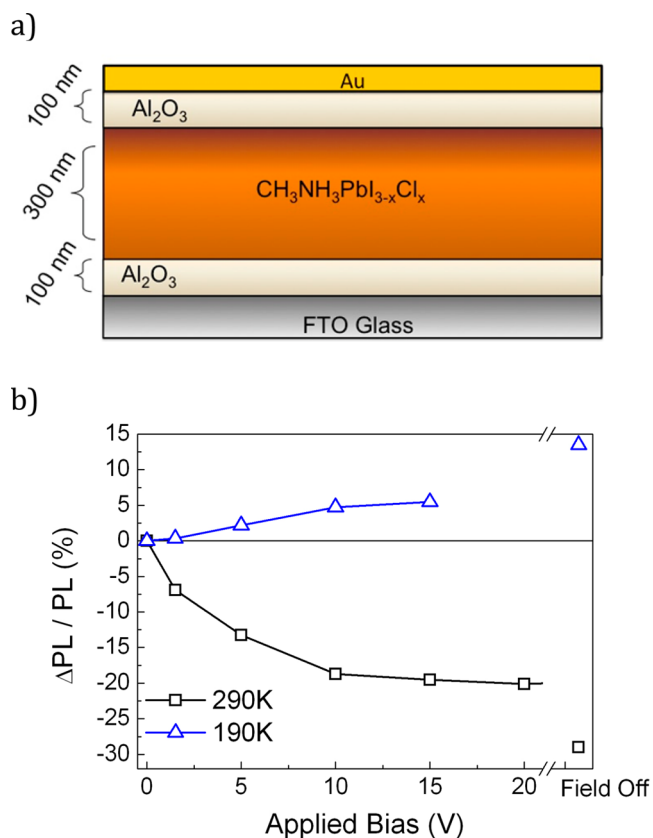 a)
Au
100 nm
Al₂O₃
300 nm
CH₃NH₃PbI₃₋ₓClₓ
100 nm
Al₂O₃
FTO Glass
b)
15
10
5
0
-5
-10
-15
-20
-25
-30
ΔPL / PL (%)
290K
190K
0 5 10 15 20 Field Off
Applied Bias (V)